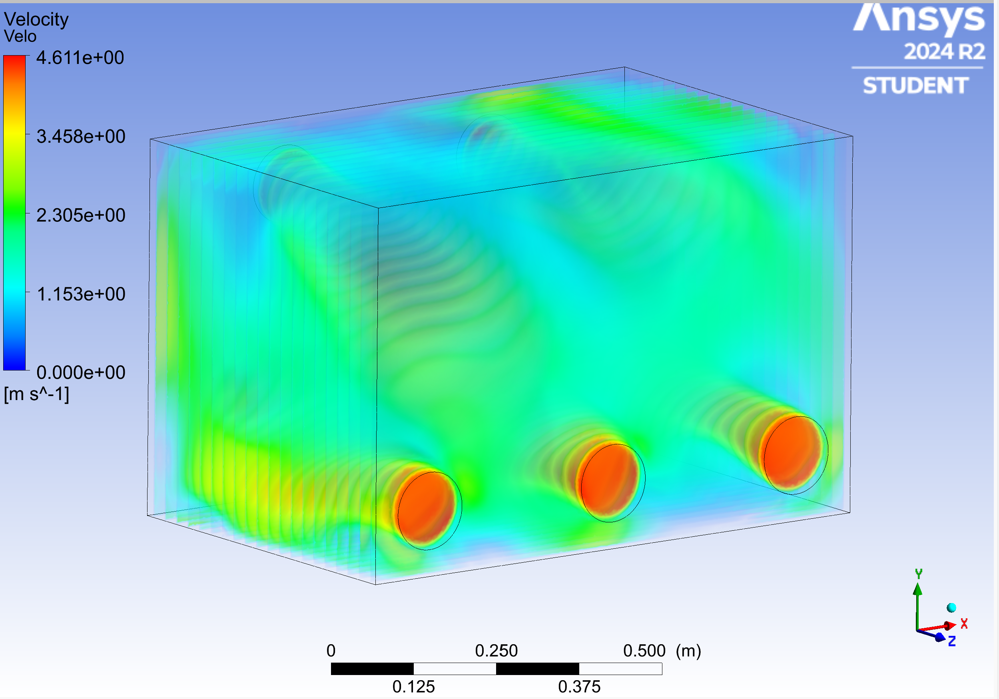 Velocity
Velo
4.611e+00
3.458e+00
2.305e+00
1.153e+00
0.000e+00
[m s^-1]
Ansys
2024 R2
STUDENT
Y
X
Z
0 0.250 0.500 (m)
0.125 0.375